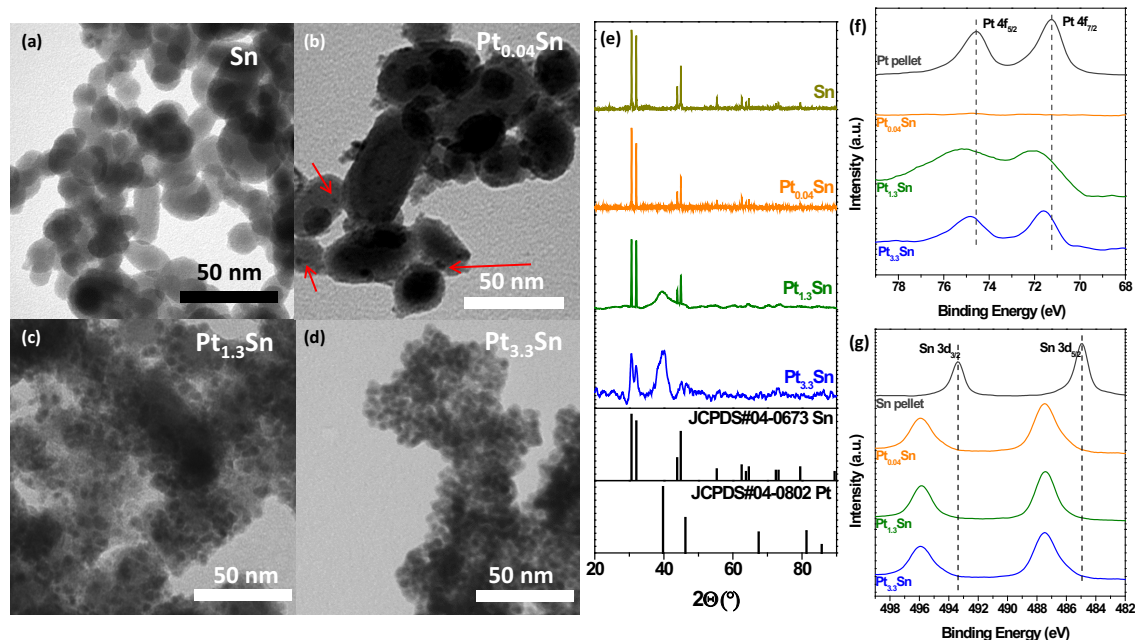 (a)
Sn
50 nm
(b)
Pt0.04Sn
50 nm
(c)
Pt1.3Sn
50 nm
(d)
Pt3.3Sn
50 nm
(e)
Sn
Pt0.04Sn
Pt1.3Sn
Pt3.3Sn
JCPDS#04-0673 Sn
JCPDS#04-0802 Pt
20 30 40 50 60 70 80 90
2Θ (°)
(f)
Pt 4f5/2 Pt 4f7/2
Pt pellet
Pt0.04Sn
Pt1.3Sn
Pt3.3Sn
Intensity (a.u.)
78 76 74 72 70 68
Binding Energy (eV)
(g)
Sn 3d3/2 Sn 3d5/2
Sn pellet
Pt0.04Sn
Pt1.3Sn
Pt3.3Sn
Intensity (a.u.)
498 496 494 492 490 488 486 484 482
Binding Energy (eV)